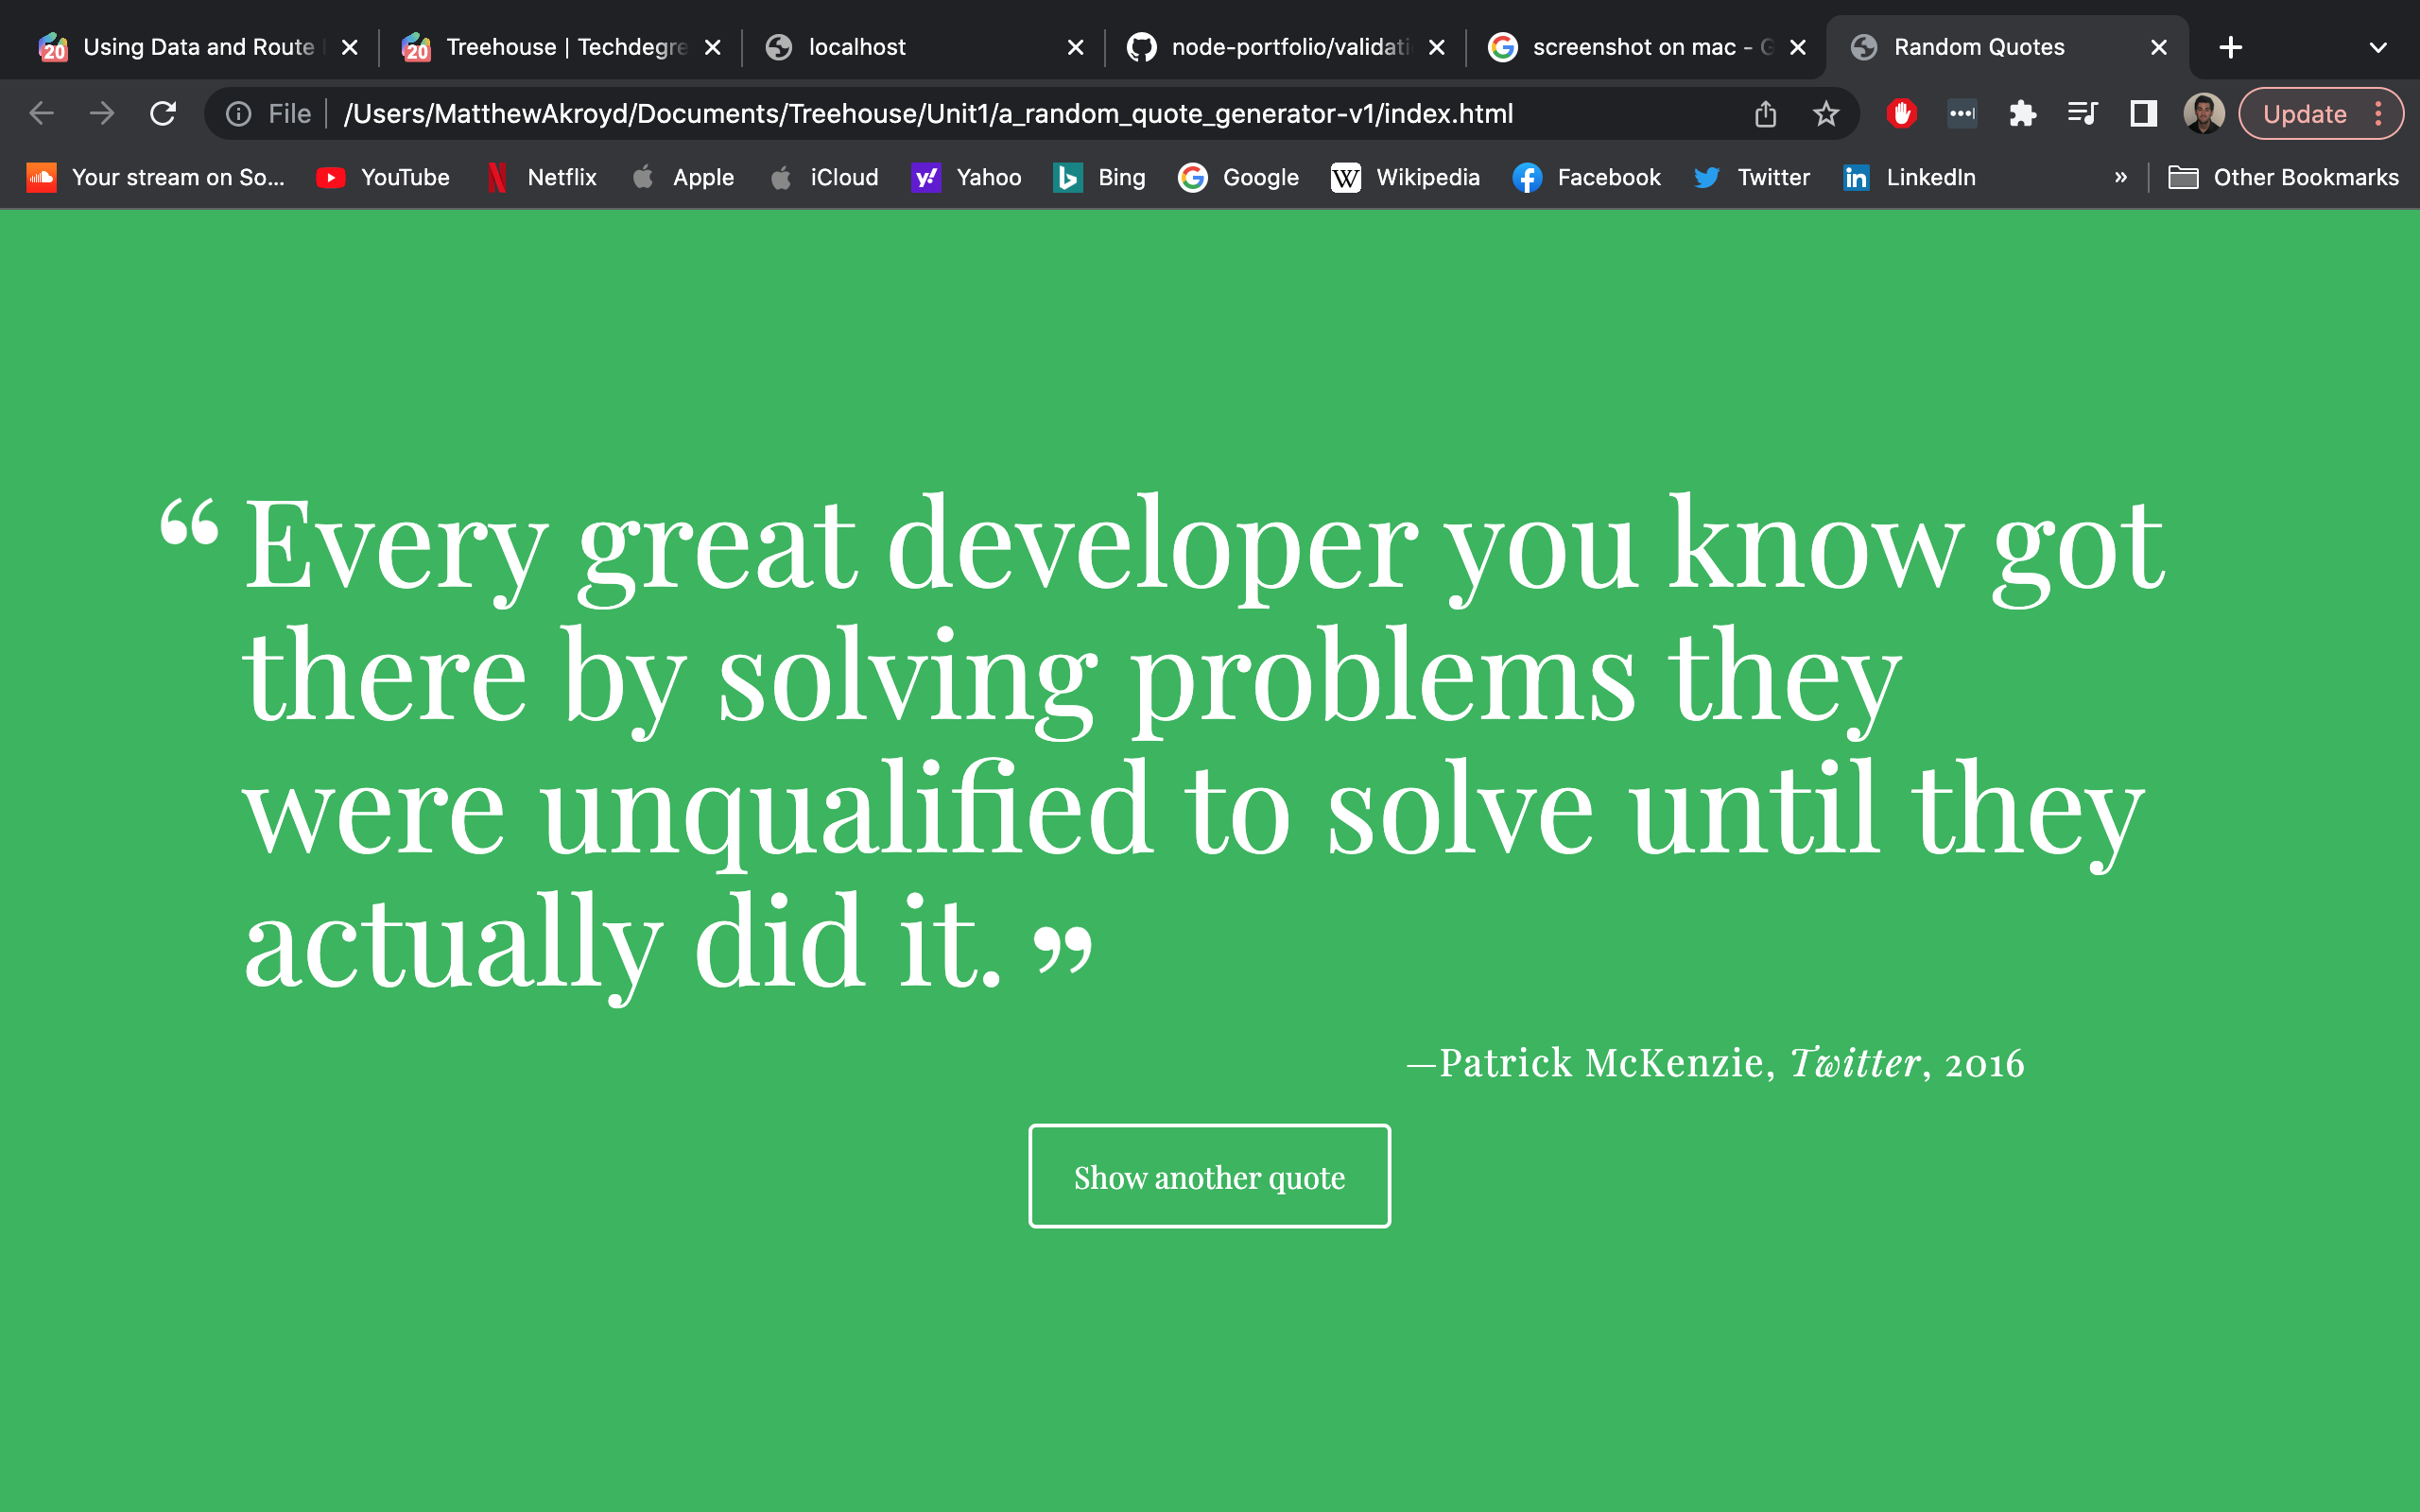 Using Data and Route
Treehouse | Techdegre
localhost
node-portfolio/validati
screenshot on mac - G
Random Quotes
File
/Users/MatthewAkroyd/Documents/Treehouse/Unit1/a_random_quote_generator-v1/index.html
Update
Your stream on So...
YouTube
Netflix
Apple
iCloud
Yahoo
Bing
Google
Wikipedia
Facebook
Twitter
LinkedIn
»
Other Bookmarks
“ Every great developer you know got
there by solving problems they
were unqualified to solve until they
actually did it. ”
—Patrick McKenzie, Twitter, 2016
Show another quote